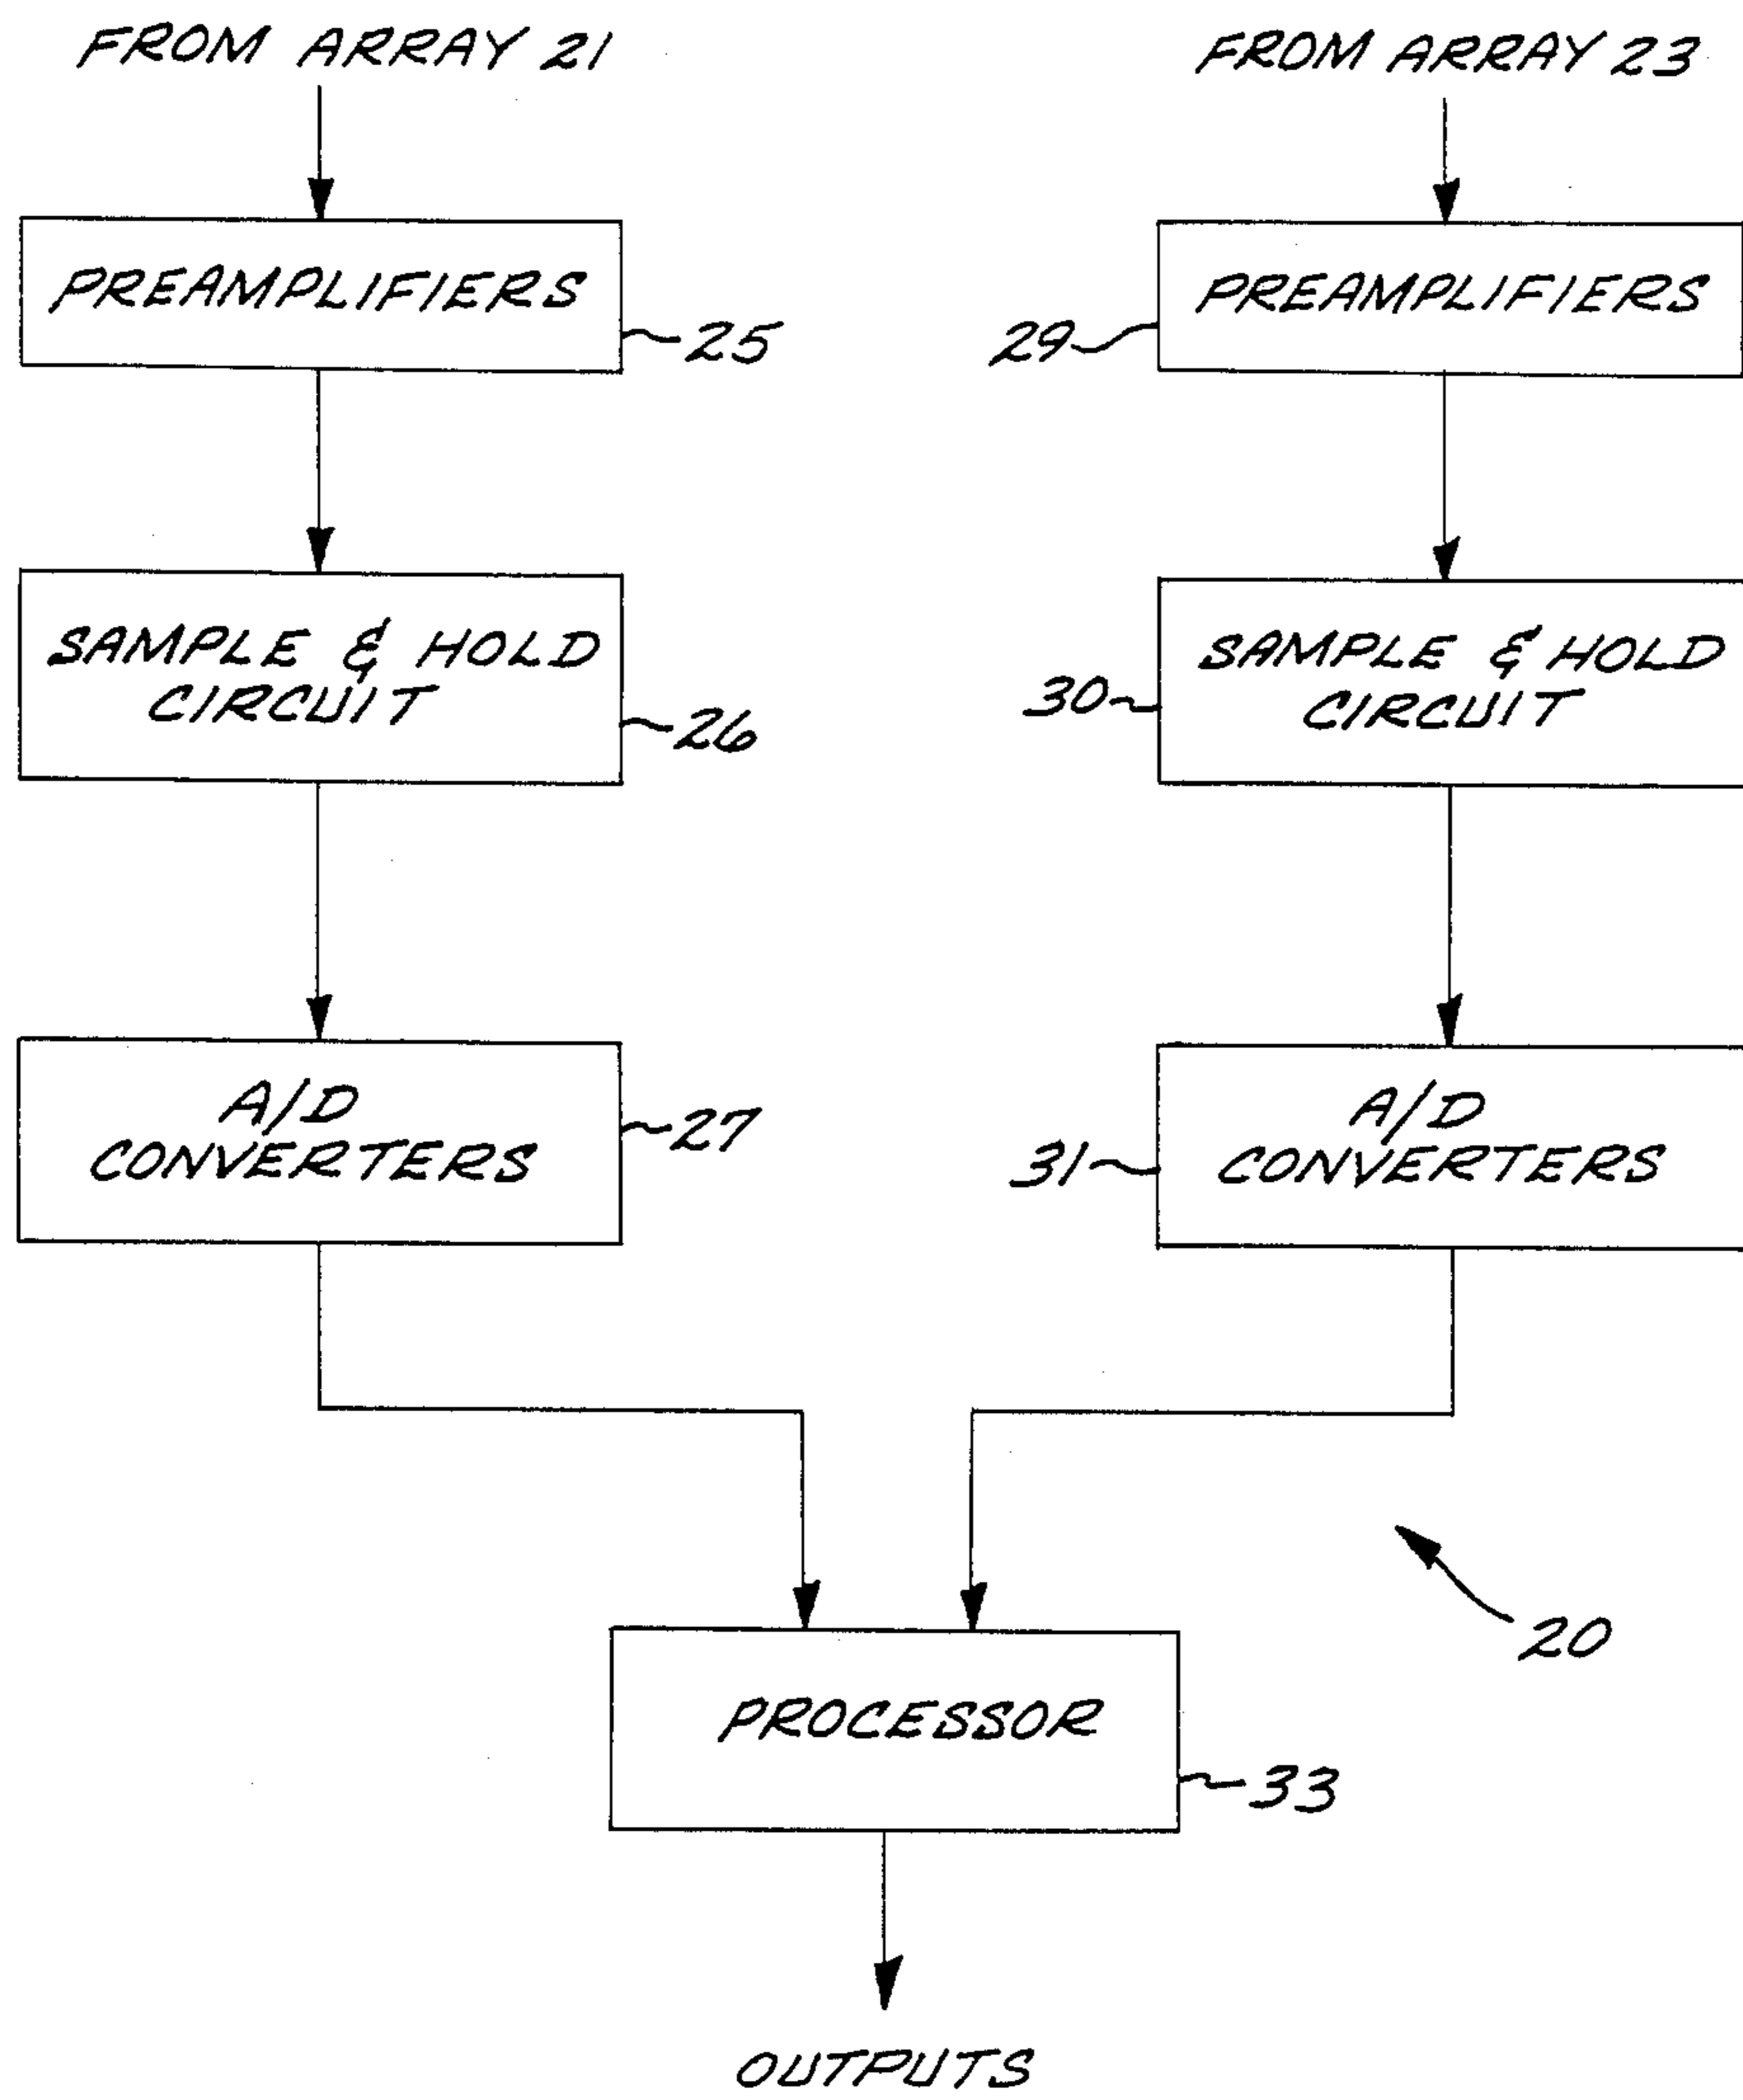 FROM ARRAY 21
FROM ARRAY 23
PREAMPLIFIERS
25
29
PREAMPLIFIERS
SAMPLE & HOLD
CIRCUIT
26
30
SAMPLE & HOLD
CIRCUIT
A/D
CONVERTERS
27
31
A/D
CONVERTERS
20
PROCESSOR
33
OUTPUTS